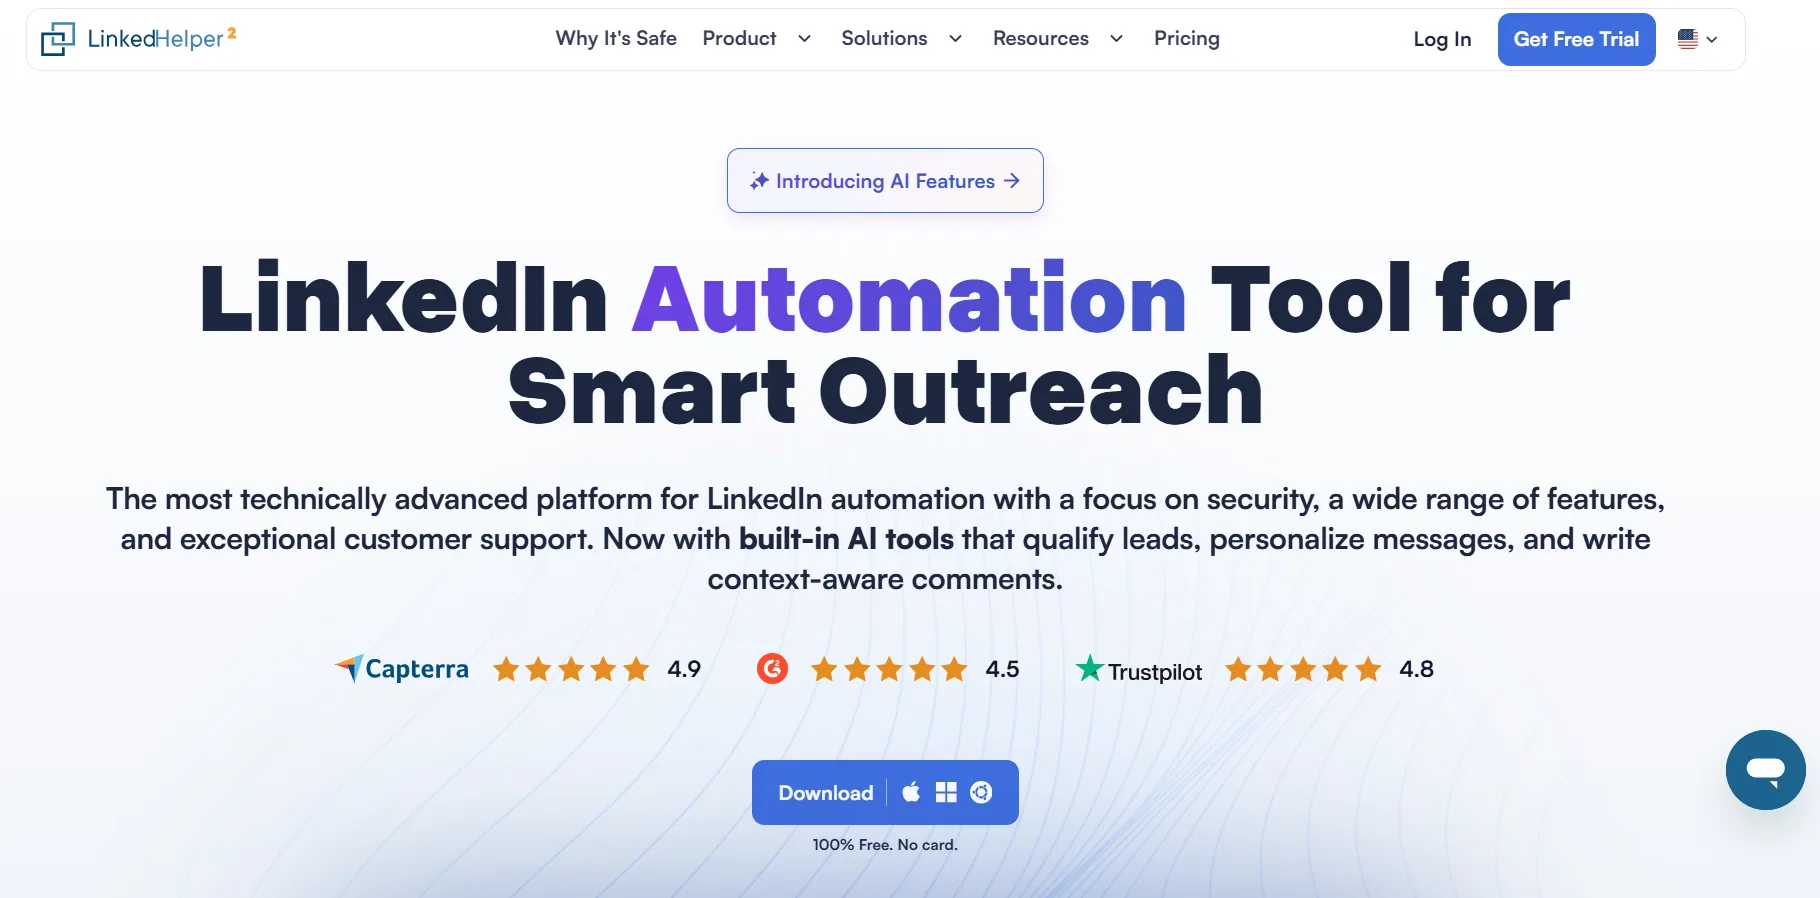 LinkedHelper 2
Why It's Safe
Product
Solutions
Resources
Pricing
Log In
Get Free Trial
Introducing AI Features →
LinkedIn Automation Tool for
Smart Outreach
The most technically advanced platform for LinkedIn automation with a focus on security, a wide range of features,
and exceptional customer support. Now with built-in AI tools that qualify leads, personalize messages, and write
context-aware comments.
Capterra 4.9
G2 4.5
Trustpilot 4.8
Download
100% Free. No card.